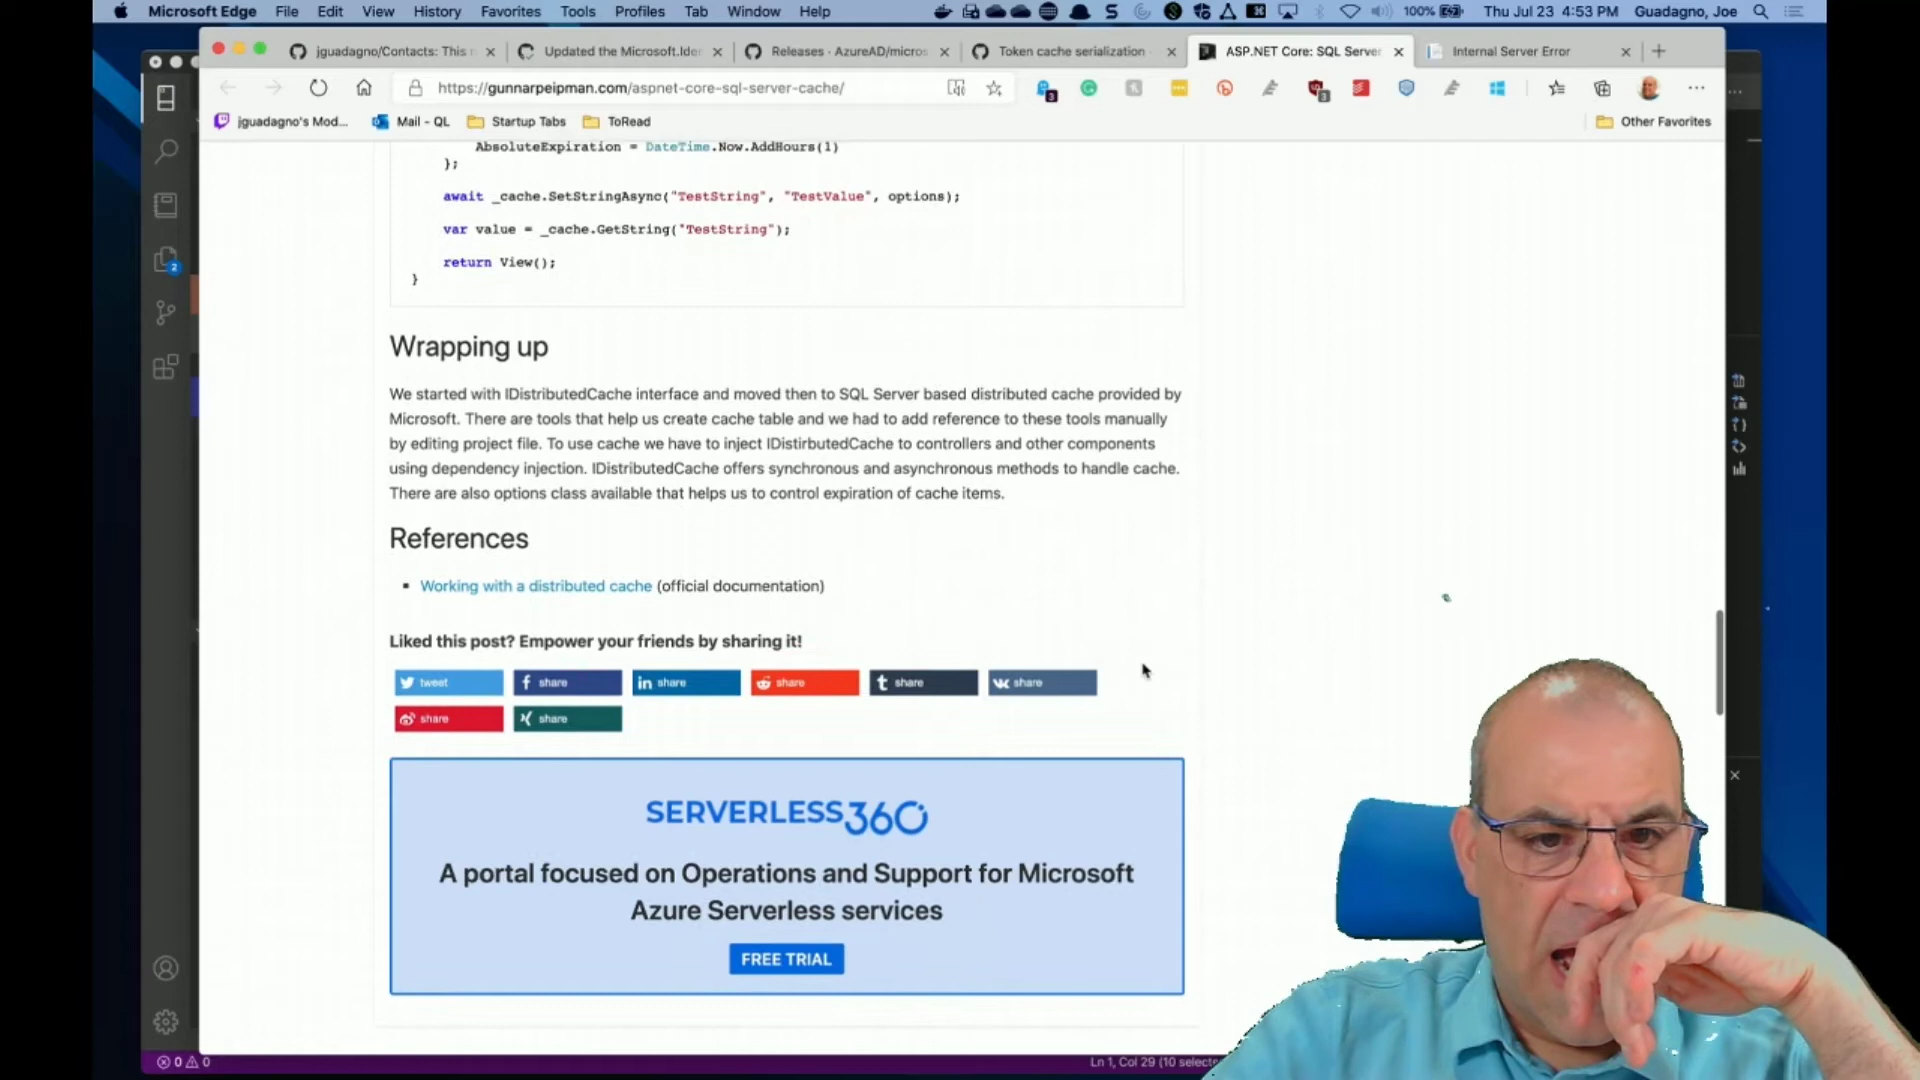 Microsoft Edge File Edit View History Favorites Tools Profiles Tab Window Help 100% Thu Jul 23 4:53 PM Guadagno, Joe
jguadagno/Contacts: This Updated the Microsoft.Ide Releases · AzureAD/micros Token cache serialization ASP.NET Core: SQL Server Internal Server Error
https://gunnarpeipman.com/aspnet-core-sql-server-cache/
jguadagno's Mod... Mail - QL Startup Tabs ToRead Other Favorites
AbsoluteExpiration = DateTime.Now.AddHours(1)
};
await _cache.SetStringAsync("TestString", "TestValue", options);
var value = _cache.GetString("TestString");
return View();
}
Wrapping up
We started with IDistributedCache interface and moved then to SQL Server based distributed cache provided by
Microsoft. There are tools that help us create cache table and we had to add reference to these tools manually
by editing project file. To use cache we have to inject IDistirbutedCache to controllers and other components
using dependency injection. IDistributedCache offers synchronous and asynchronous methods to handle cache.
There are also options class available that helps us to control expiration of cache items.
References
Working with a distributed cache (official documentation)
Liked this post? Empower your friends by sharing it!
tweet share share share share share
share share
SERVERLESS360
A portal focused on Operations and Support for Microsoft
Azure Serverless services
FREE TRIAL
0 0 Ln 1, Col 29 (10 selecte